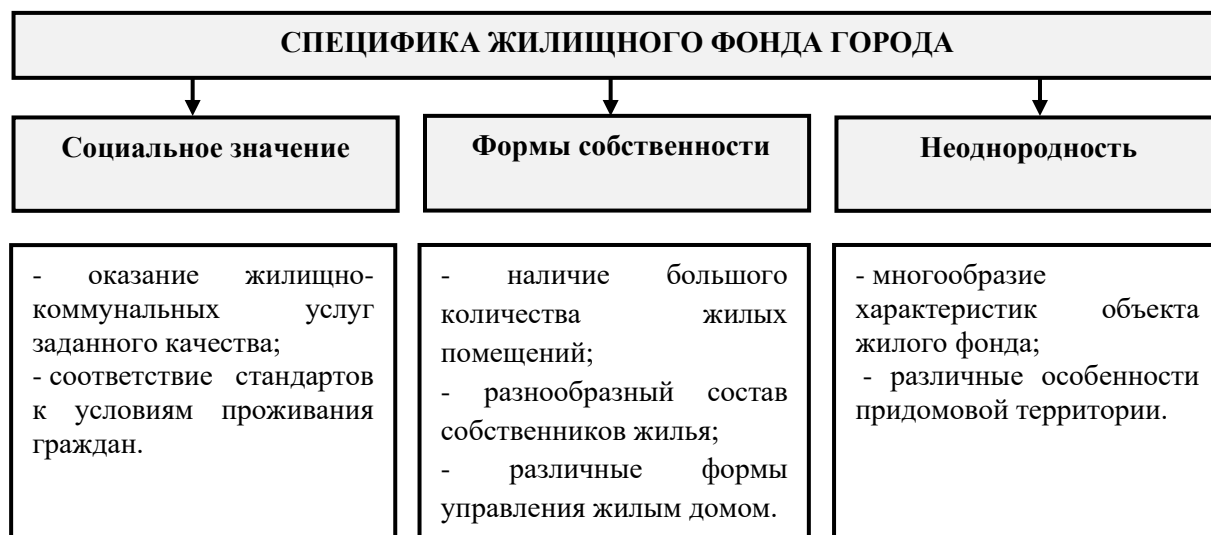 СПЕЦИФИКА ЖИЛИЩНОГО ФОНДА ГОРОДА
Социальное значение
Формы собственности
Неоднородность
- оказание жилищно-
коммунальных услуг
заданного качества;
- соответствие стандартов
к условиям проживания
граждан.
- наличие большого
количества жилых
помещений;
- разнообразный состав
собственников жилья;
- различные формы
управления жилым домом.
- многообразие
характеристик объекта
жилого фонда;
- различные особенности
придомовой территории.